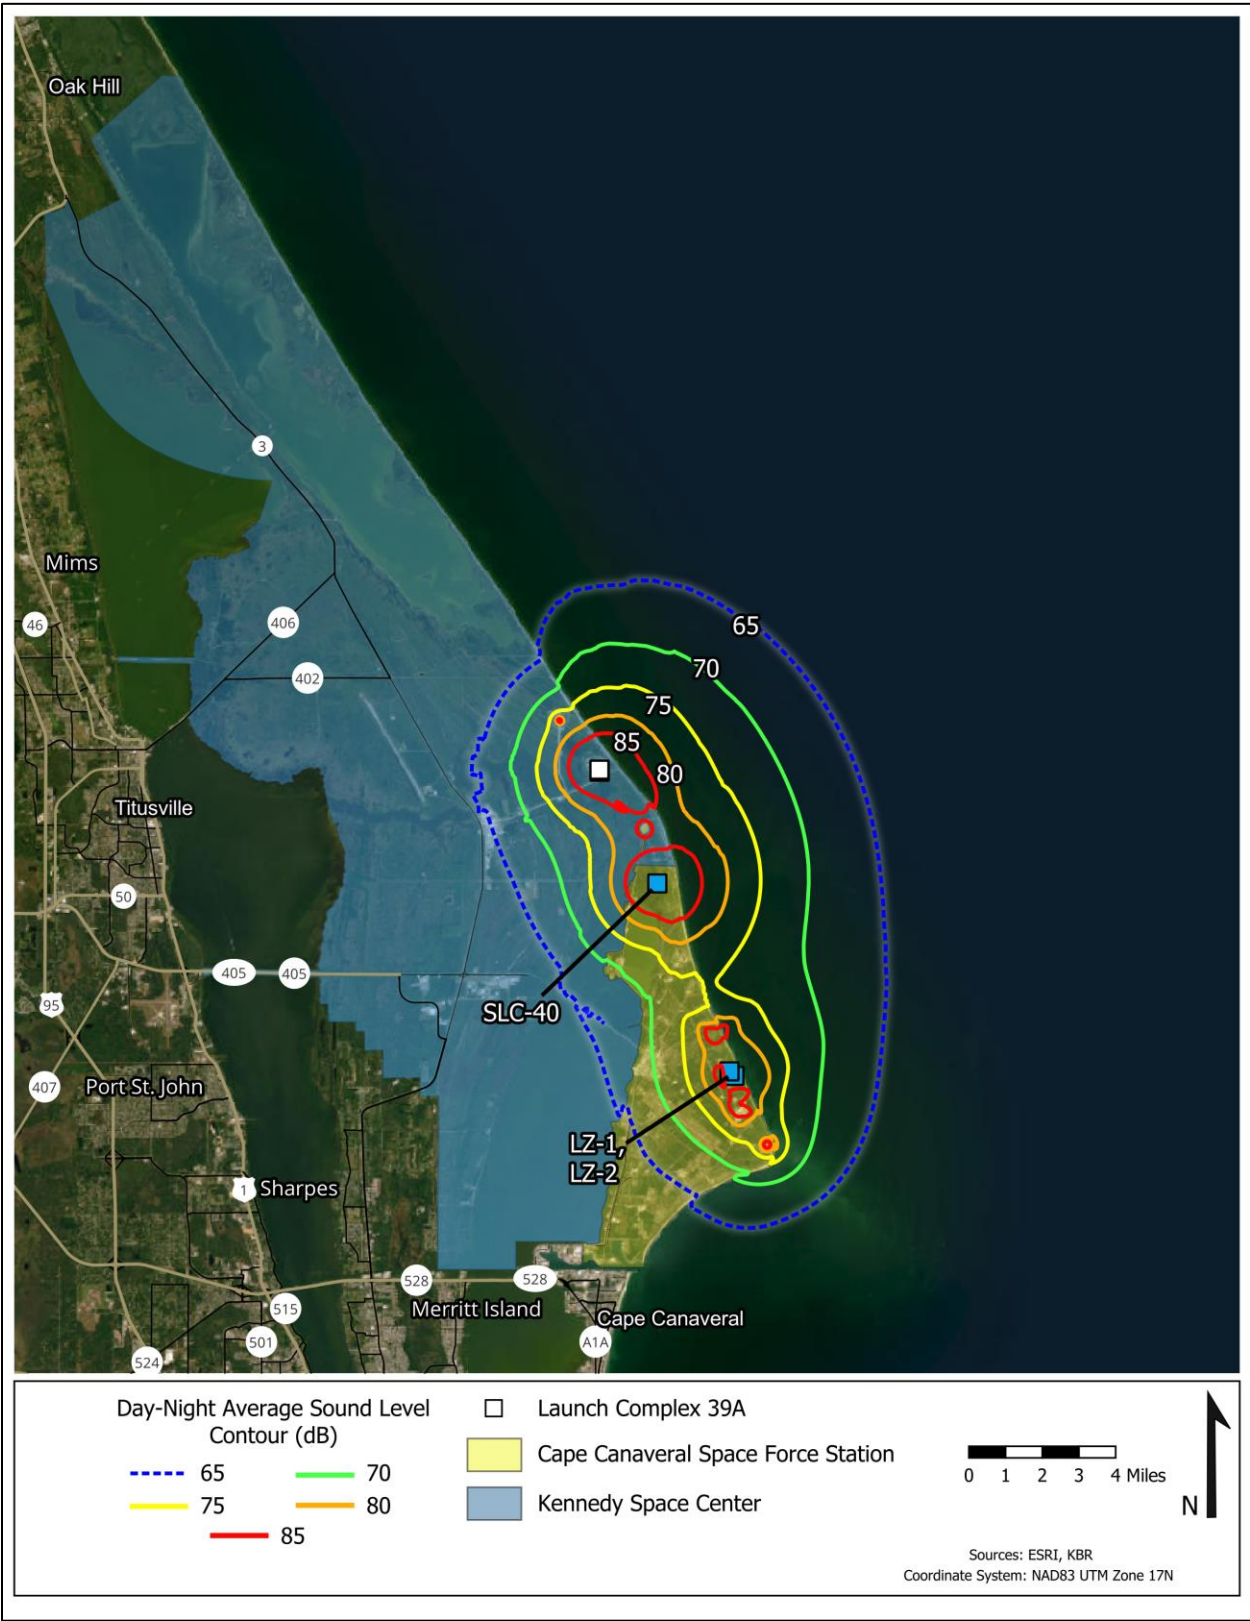 Oak Hill
3
Mims
46
406
402
65
70
75
85
80
Titusville
50
405
405
95
SLC-40
407
Port St. John
LZ-1,
LZ-2
1
Sharpes
528
528
Merritt Island
515
Cape Canaveral
501
A1A
524
Day-Night Average Sound Level
Contour (dB)
65
70
75
80
85
Launch Complex 39A
Cape Canaveral Space Force Station
Kennedy Space Center
0 1 2 3 4 Miles
N
Sources: ESRI, KBR
Coordinate System: NAD83 UTM Zone 17N